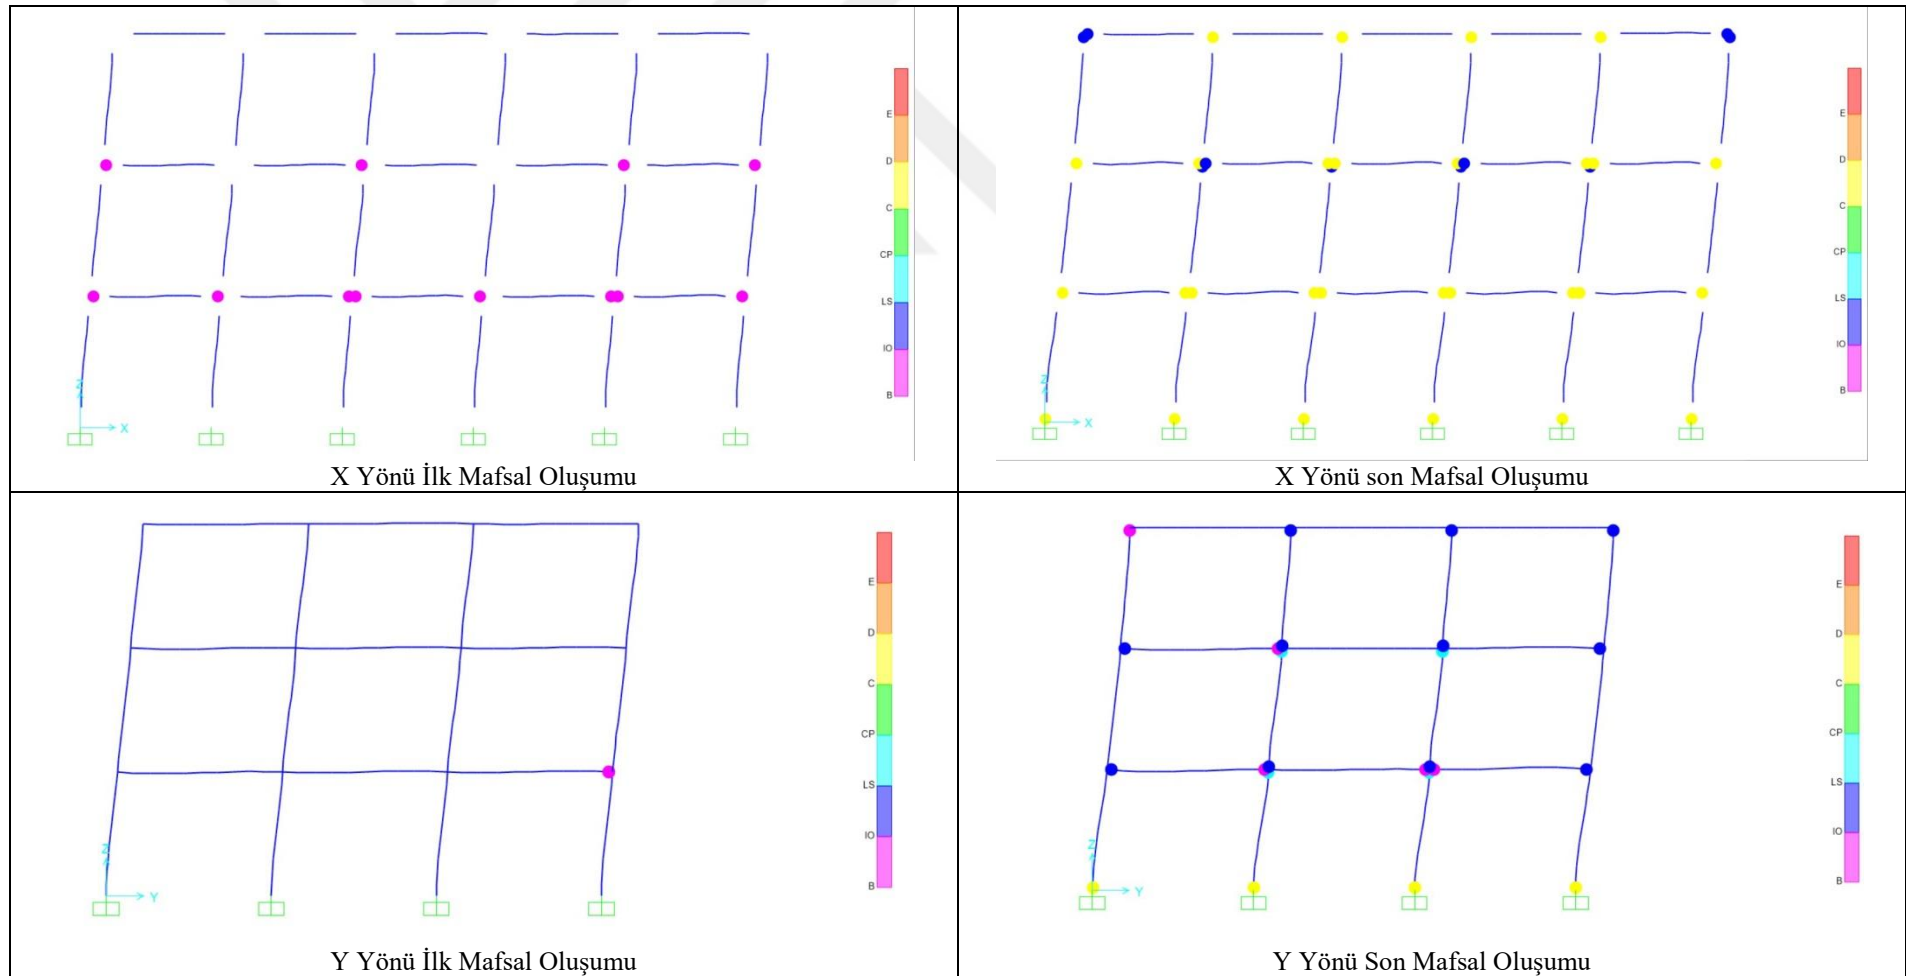 E
D
C
CP
LS
IO
B
Z
X
X Yönü İlk Mafsal Oluşumu
E
D
C
CP
LS
IO
B
Z
X
X Yönü son Mafsal Oluşumu
E
D
C
CP
LS
IO
B
Z
Y
Y Yönü İlk Mafsal Oluşumu
E
D
C
CP
LS
IO
B
Z
Y
Y Yönü Son Mafsal Oluşumu